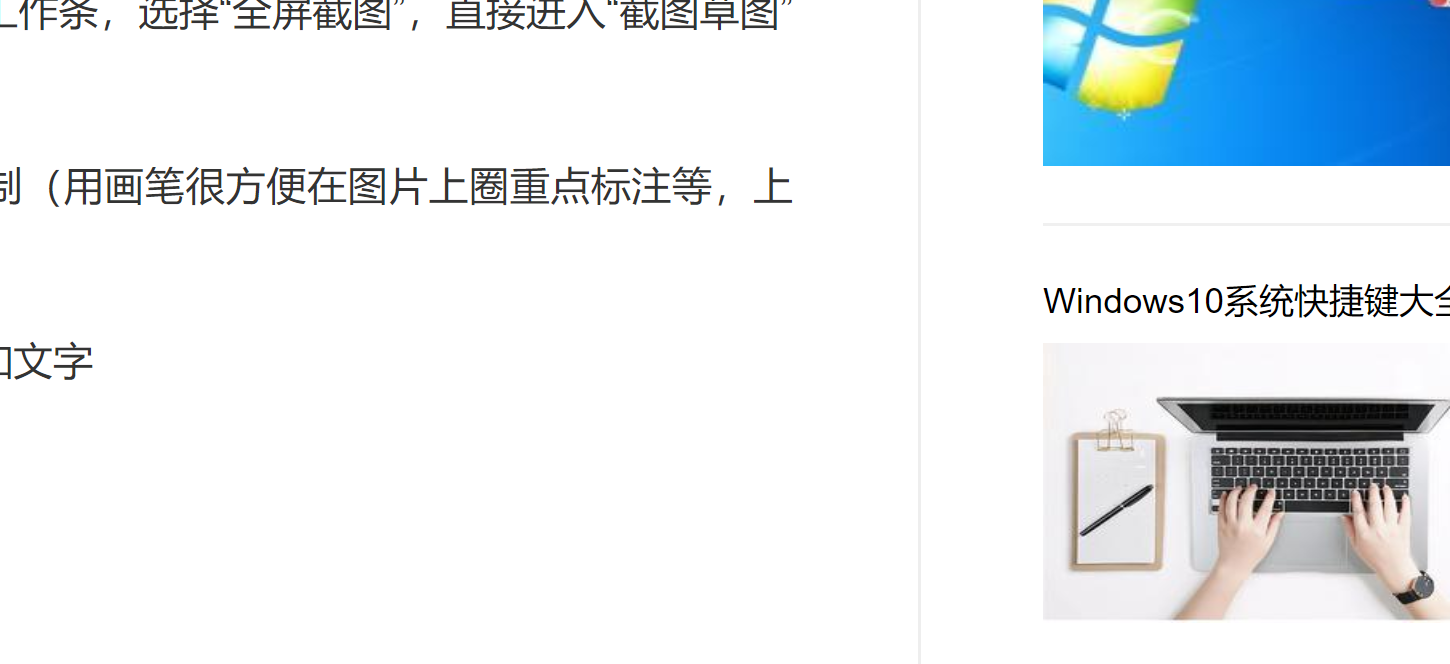 工作条，选择“全屏截图”，直接进入“截图草图”
制（用画笔很方便在图片上圈重点标注等，上
文字
Windows10系统快捷键大全